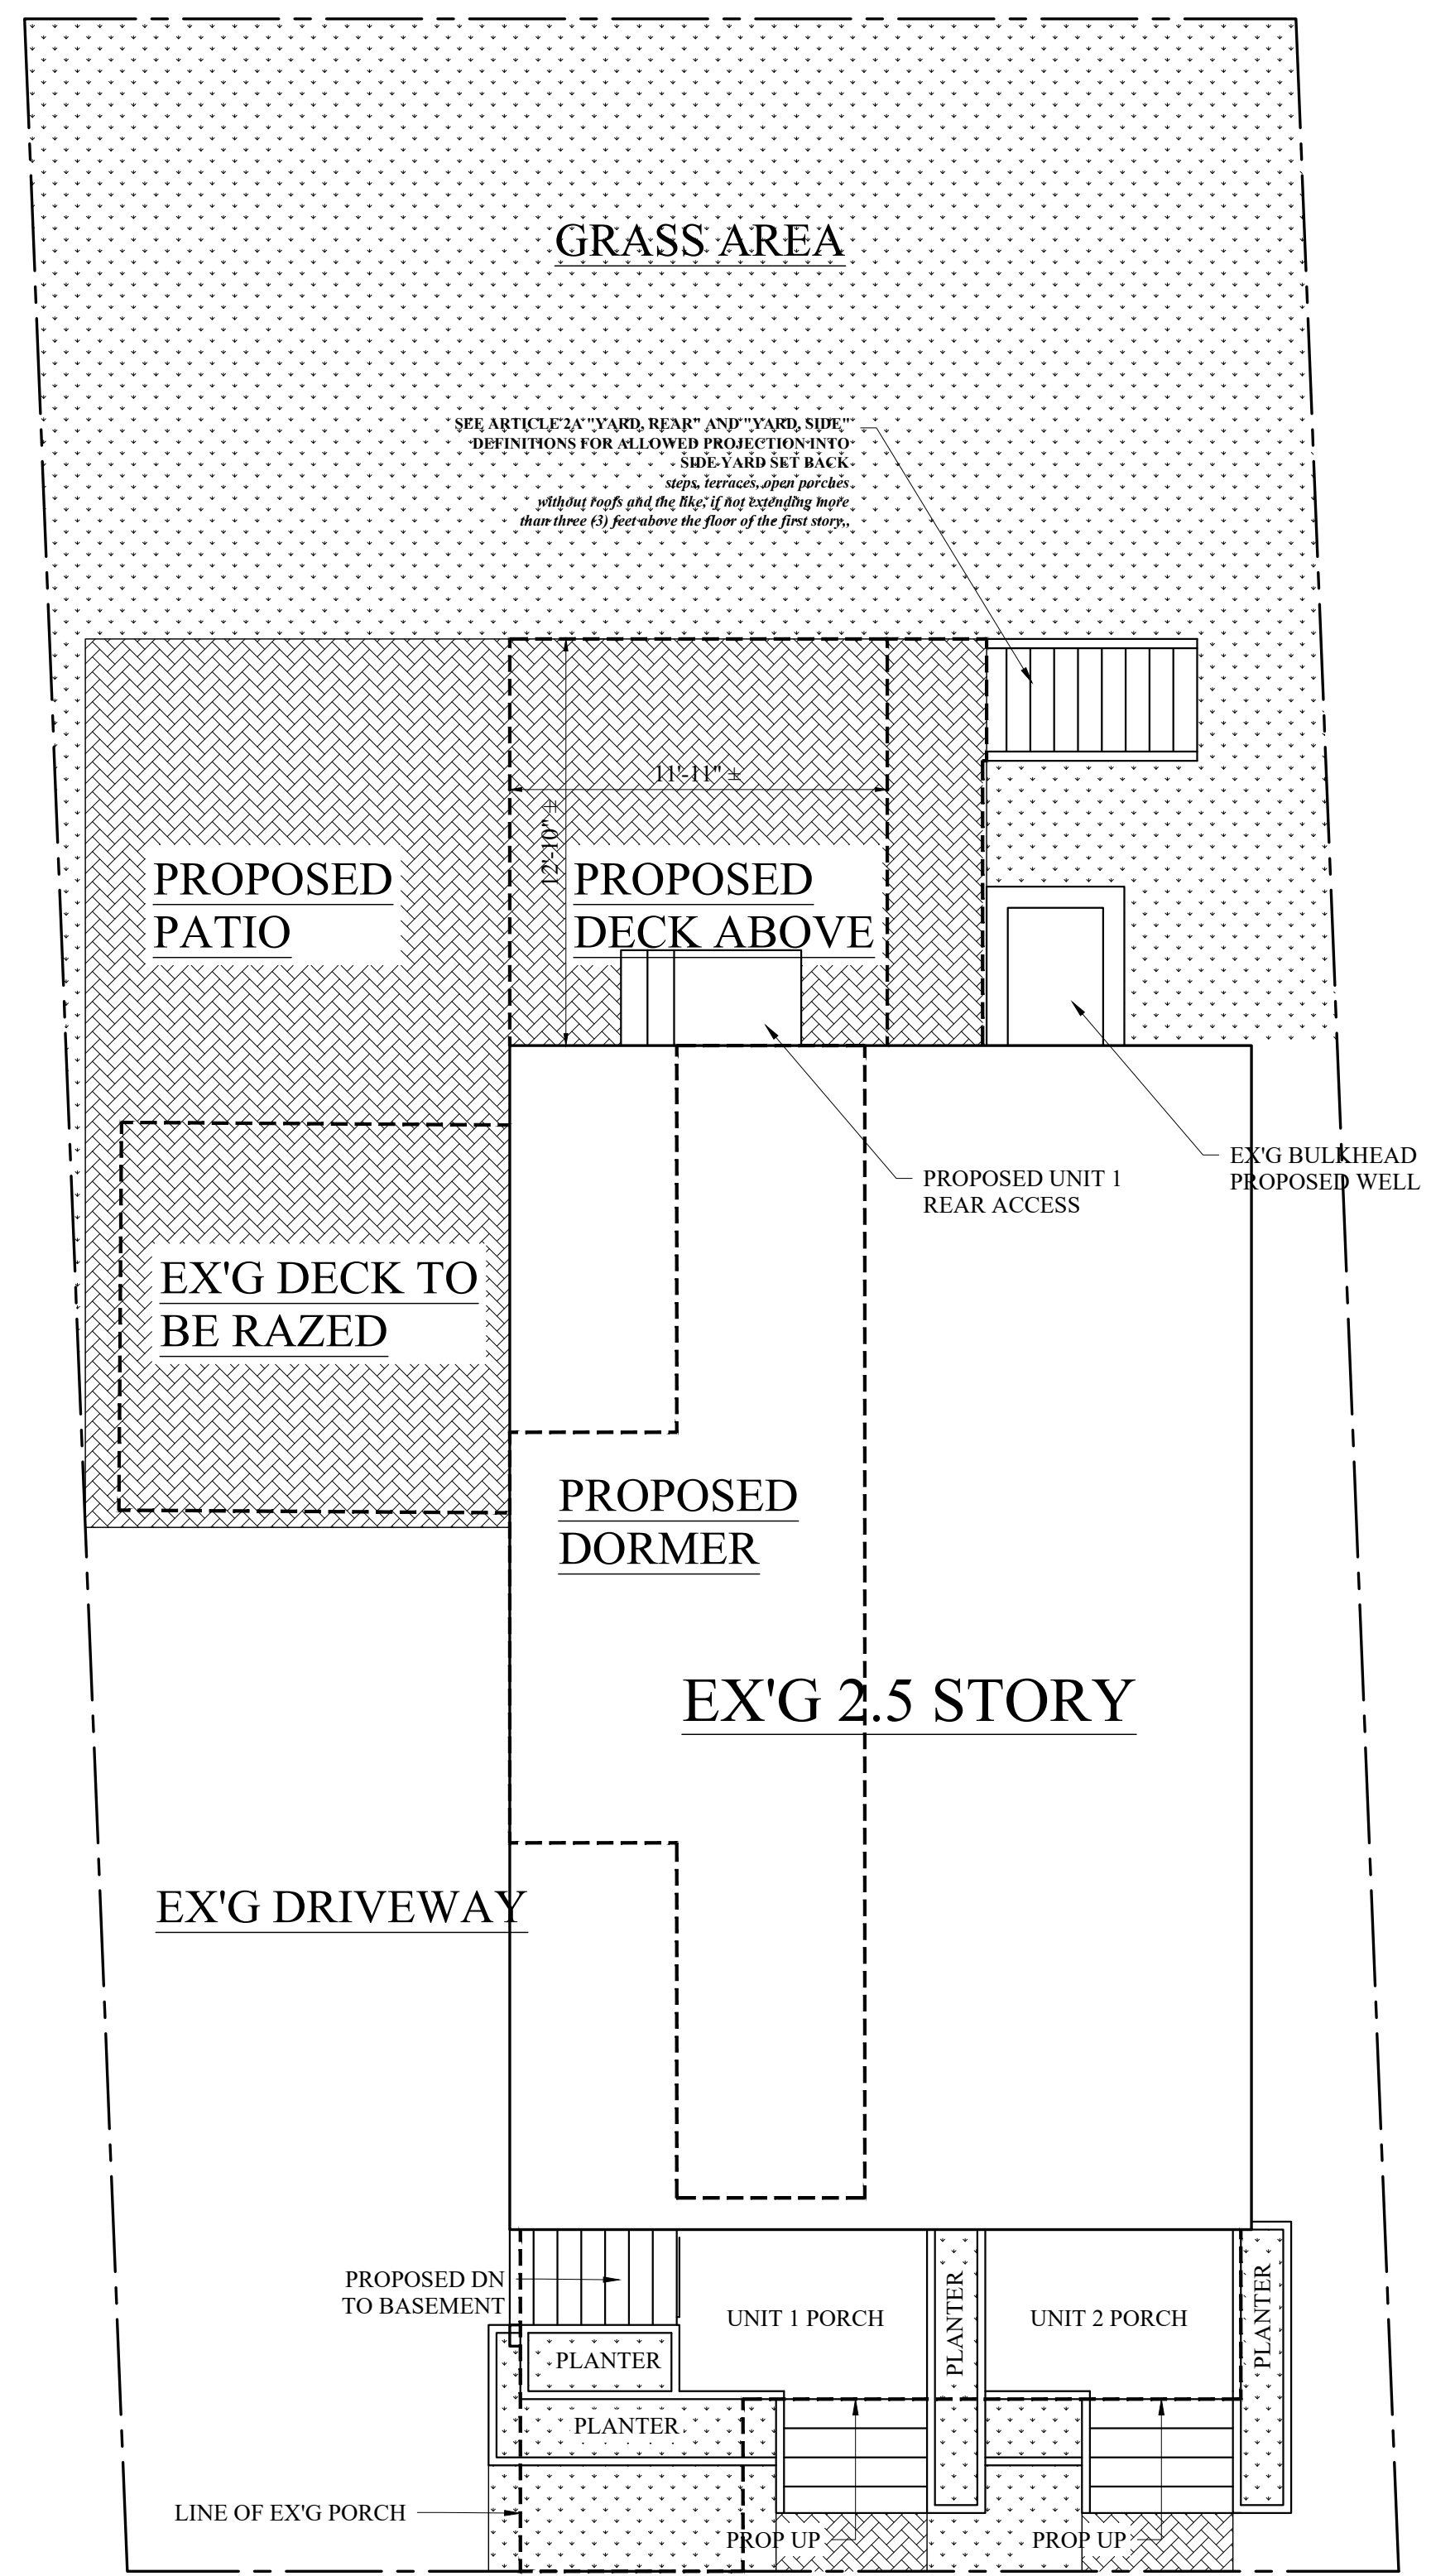 GRASS AREA
SEE ARTICLE 2A "YARD, REAR" AND "YARD, SIDE"
DEFINITIONS FOR ALLOWED PROJECTION INTO
SIDE YARD SET BACK
steps, terraces, open porches
without roofs and the like, if not extending more
than three (3) feet above the floor of the first story,,
11'-11" ±
12'-10" ±
PROPOSED
PATIO
PROPOSED
DECK ABOVE
EX'G BULKHEAD
PROPOSED WELL
PROPOSED UNIT 1
REAR ACCESS
EX'G DECK TO
BE RAZED
PROPOSED
DORMER
EX'G 2.5 STORY
EX'G DRIVEWAY
PROPOSED DN
TO BASEMENT
UNIT 1 PORCH
PLANTER
UNIT 2 PORCH
PLANTER
PLANTER
PLANTER
LINE OF EX'G PORCH
PROP UP
PROP UP